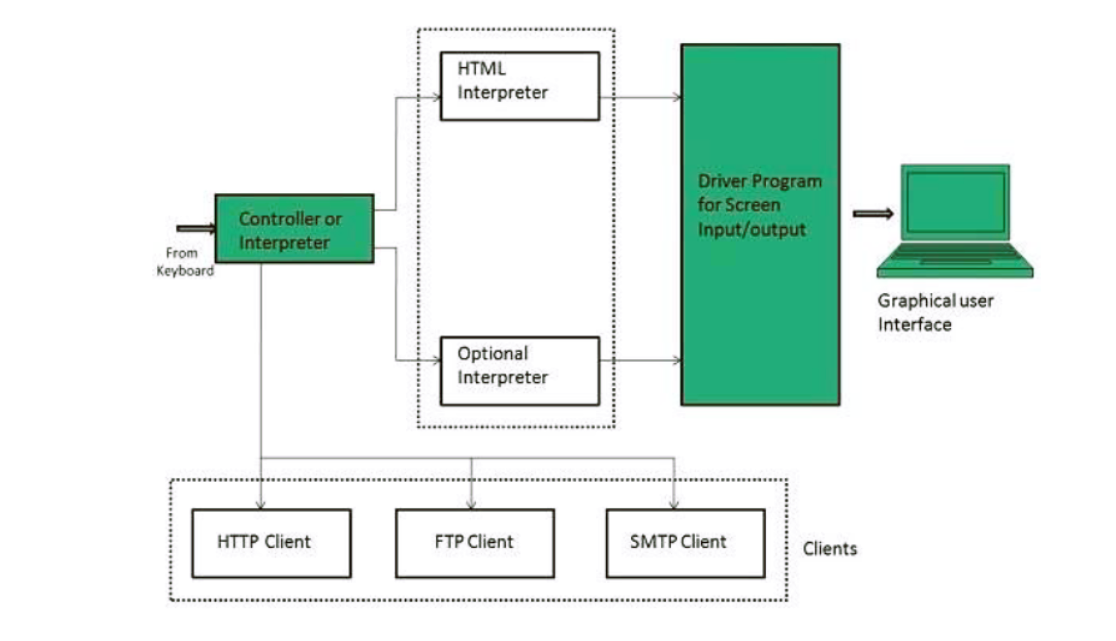 HTML
Interpreter
Driver Program
for Screen
Input/output
Controller or
Interpreter
From
Keyboard
Graphical user
Interface
Optional
Interpreter
HTTP Client
FTP Client
SMTP Client
Clients